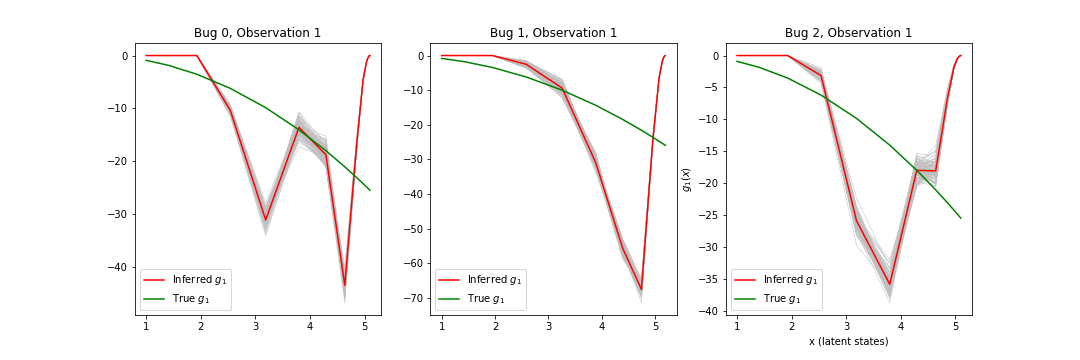 Bug 0, Observation 1
0
−10
−20
−30
−40
1 2 3 4 5
Inferred g₁
True g₁
Bug 1, Observation 1
0
−10
−20
−30
−40
−50
−60
−70
1 2 3 4 5
Inferred g₁
True g₁
Bug 2, Observation 1
g₁(x)
0
−5
−10
−15
−20
−25
−30
−35
−40
1 2 3 4 5
x (latent states)
Inferred g₁
True g₁